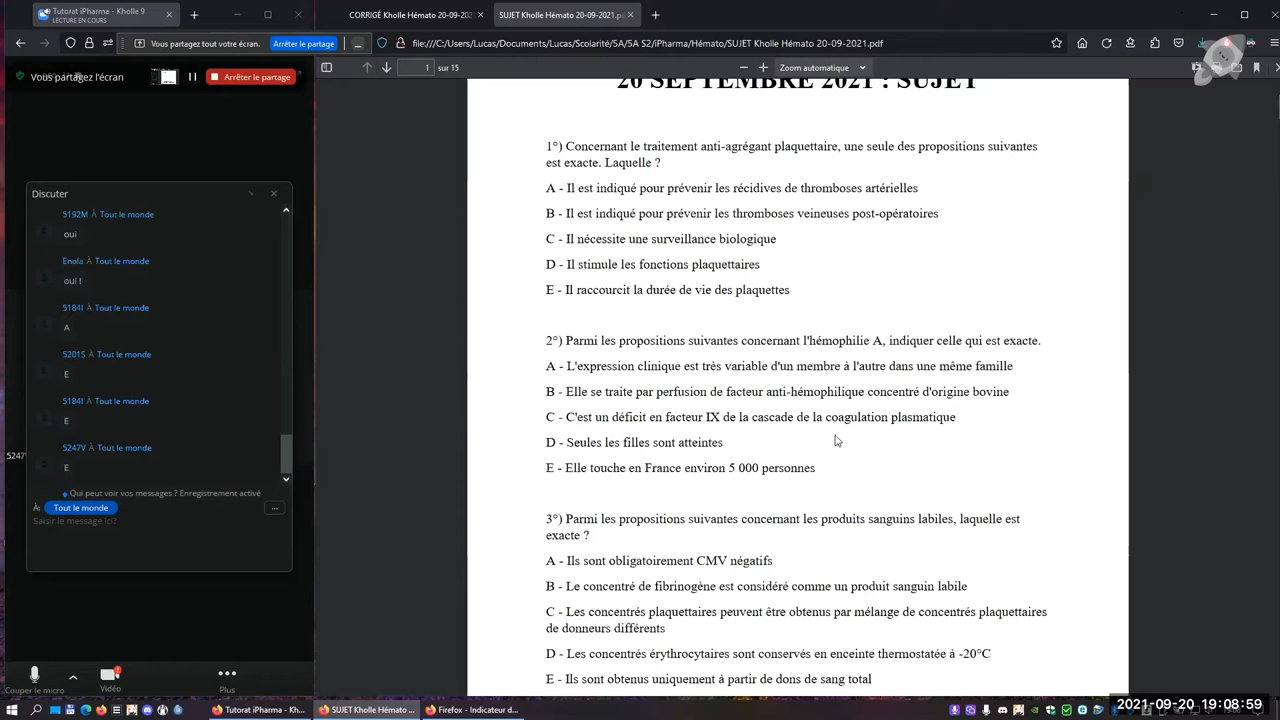 Tutorat iPharma - Kholle 9
LECTURE EN COURS
CORRIGÉ Kholle Hémato 20-09-2021
SUJET Kholle Hémato 20-09-2021.pd
Vous partagez tout votre écran.
Arrêter le partage
file:///C:/Users/Lucas/Documents/Lucas/Scolarité/5A/5A S2/iPharma/Hémato/SUJET Kholle Hémato 20-09-2021.pdf
Vous partagez l'écran
Arrêter le partage
1 sur 15
Zoom automatique
20 SEPTEMBRE 2021 : SUJET
1°) Concernant le traitement anti-agrégant plaquettaire, une seule des propositions suivantes
est exacte. Laquelle ?
A - Il est indiqué pour prévenir les récidives de thromboses artérielles
B - Il est indiqué pour prévenir les thromboses veineuses post-opératoires
C - Il nécessite une surveillance biologique
D - Il stimule les fonctions plaquettaires
E - Il raccourcit la durée de vie des plaquettes
2°) Parmi les propositions suivantes concernant l'hémophilie A, indiquer celle qui est exacte.
A - L'expression clinique est très variable d'un membre à l'autre dans une même famille
B - Elle se traite par perfusion de facteur anti-hémophilique concentré d'origine bovine
C - C'est un déficit en facteur IX de la cascade de la coagulation plasmatique
D - Seules les filles sont atteintes
E - Elle touche en France environ 5 000 personnes
3°) Parmi les propositions suivantes concernant les produits sanguins labiles, laquelle est
exacte ?
A - Ils sont obligatoirement CMV négatifs
B - Le concentré de fibrinogène est considéré comme un produit sanguin labile
C - Les concentrés plaquettaires peuvent être obtenus par mélange de concentrés plaquettaires
de donneurs différents
D - Les concentrés érythrocytaires sont conservés en enceinte thermostatée à -20°C
E - Ils sont obtenus uniquement à partir de dons de sang total
Discuter
5192M À Tout le monde
oui
Enola À Tout le monde
oui !
5184I À Tout le monde
A
5201S À Tout le monde
E
5184I À Tout le monde
E
5247V À Tout le monde
E
5247
Qui peut voir vos messages ? Enregistrement activé
À: Tout le monde
...
Saisir le message ici?
Couper le micro
Vidéo
Plus
Tutorat iPharma - Kh...
SUJET Kholle Hémato ...
Firefox - Indicateur d...
2021-09-20 19:08:59